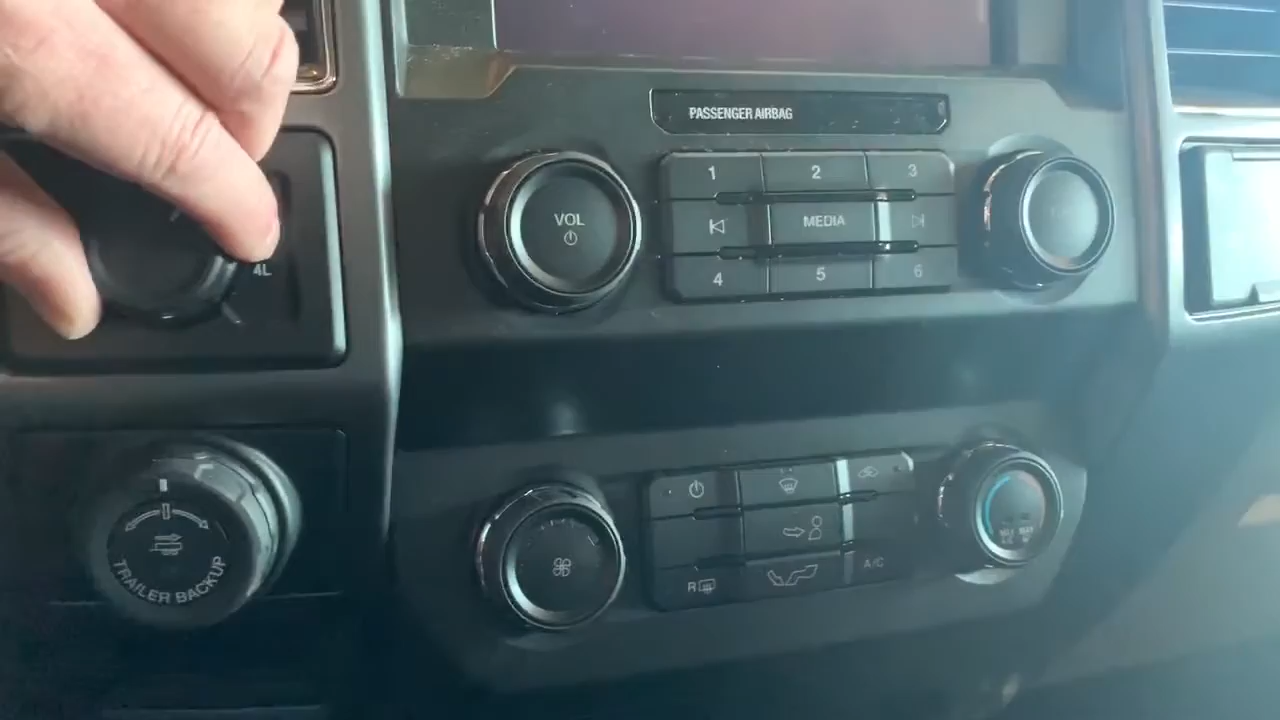 PASSENGER AIRBAG
1 2 3
VOL
MEDIA
4L
4 5 6
TRAILER BACKUP
R
A/C